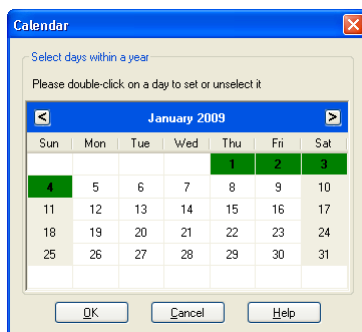 Calendar
Select days within a year
Please double-click on a day to set or unselect it
< January 2009 >
Sun Mon Tue Wed Thu Fri Sat
1 2 3
4 5 6 7 8 9 10
11 12 13 14 15 16 17
18 19 20 21 22 23 24
25 26 27 28 29 30 31
OK Cancel Help